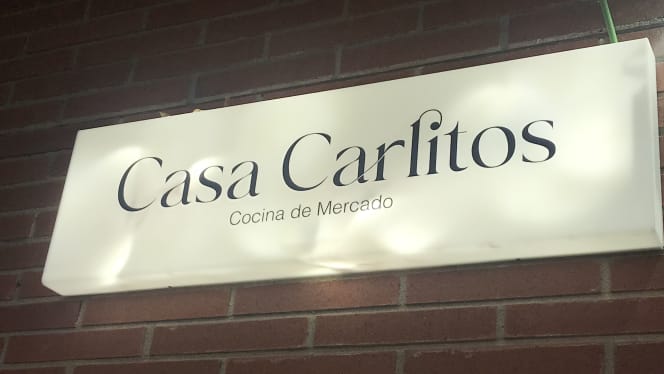 Casa Carlitos
Cocina de Mercado